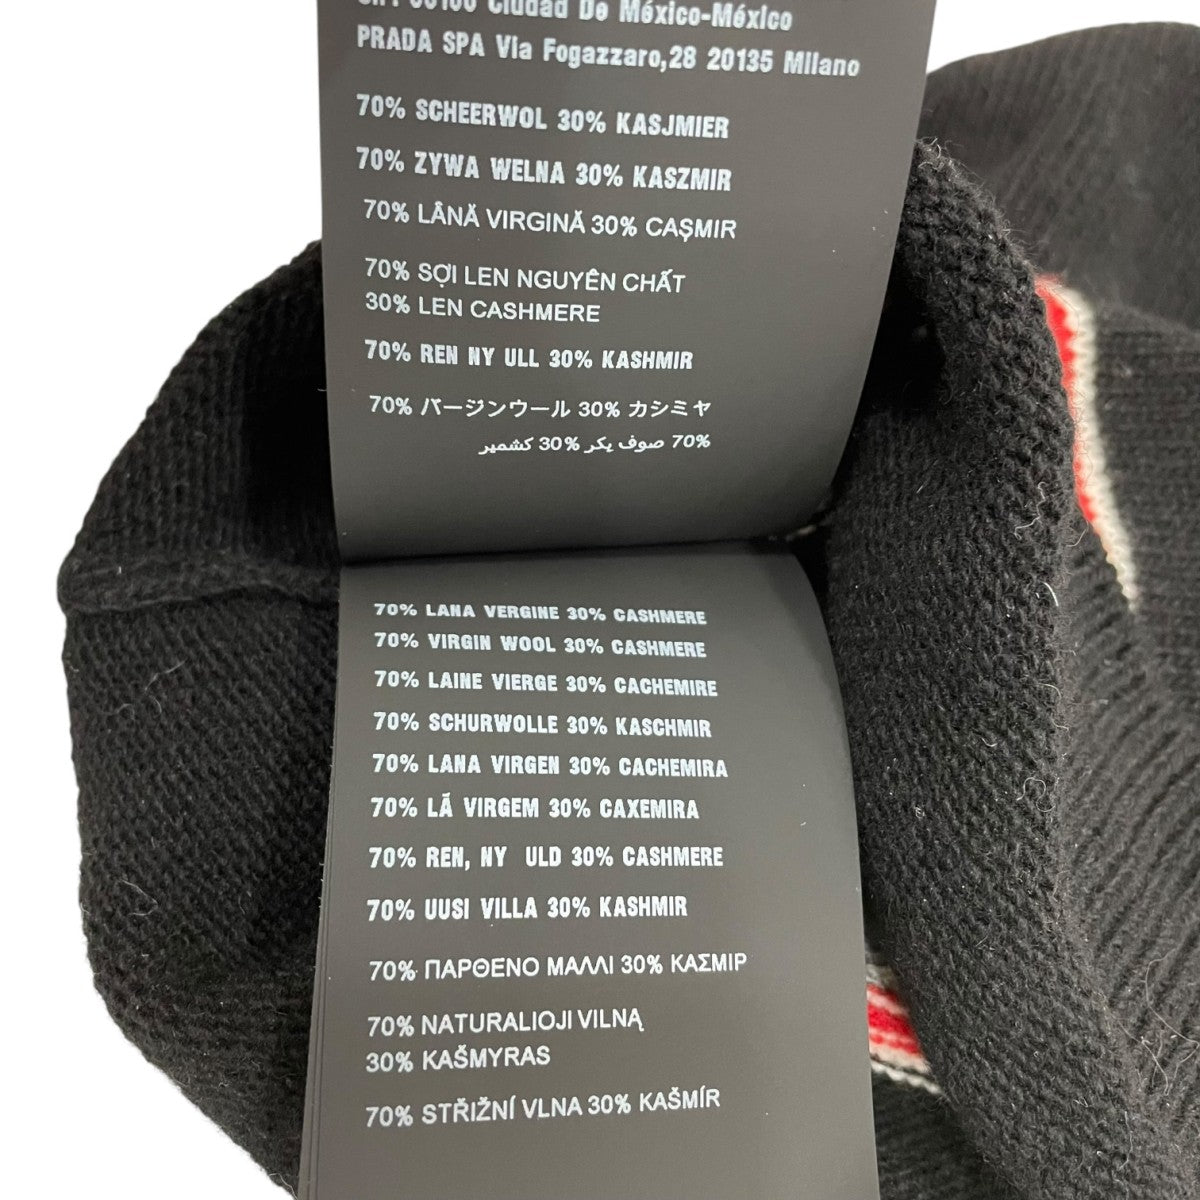 06100 Ciudad De México-México
PRADA SPA Via Fogazzaro,28 20135 Milano
70% SCHEERWOL 30% KASJMIER
70% ZYWA WELNA 30% KASZMIR
70% LÂNĂ VIRGINĂ 30% CAŞMIR
70% SỢI LEN NGUYÊN CHẤT
30% LEN CASHMERE
70% REN NY ULL 30% KASHMIR
70% バージンウール 30% カシミヤ
70% صوف بكر 30% كشمير
70% LANA VERGINE 30% CASHMERE
70% VIRGIN WOOL 30% CASHMERE
70% LAINE VIERGE 30% CACHEMIRE
70% SCHURWOLLE 30% KASCHMIR
70% LANA VIRGEN 30% CACHEMIRA
70% LÃ VIRGEM 30% CAXEMIRA
70% REN, NY ULD 30% CASHMERE
70% UUSI VILLA 30% KASHMIR
70% ΠΑΡΘΕΝΟ ΜΑΛΛΙ 30% ΚΑΣΜΙΡ
70% NATURALIOJI VILNĄ
30% KAŠMYRAS
70% STŘIŽNÍ VLNA 30% KAŠMÍR